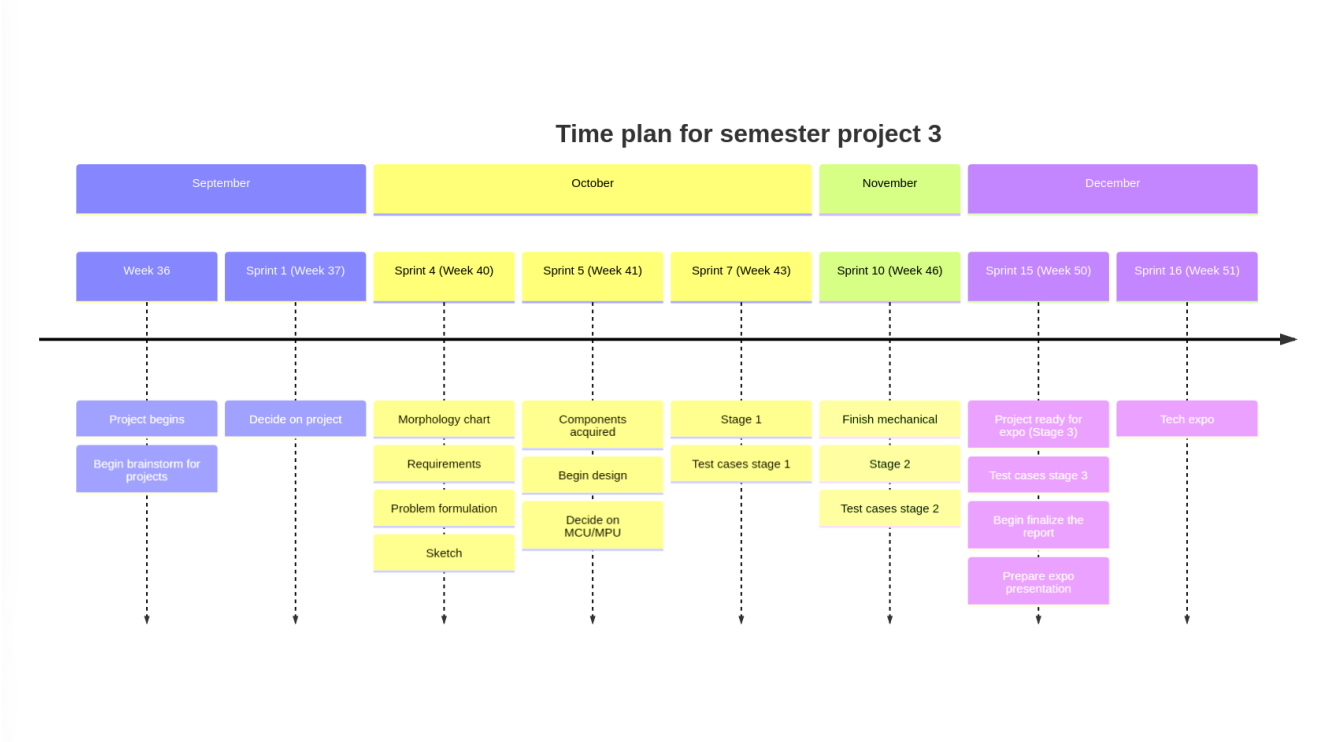 Time plan for semester project 3
September
October
November
December
Week 36
Sprint 1 (Week 37)
Sprint 4 (Week 40)
Sprint 5 (Week 41)
Sprint 7 (Week 43)
Sprint 10 (Week 46)
Sprint 15 (Week 50)
Sprint 16 (Week 51)
Project begins
Begin brainstorm for
projects
Decide on project
Morphology chart
Requirements
Problem formulation
Sketch
Components
acquired
Begin design
Decide on
MCU/MPU
Stage 1
Test cases stage 1
Finish mechanical
Stage 2
Test cases stage 2
Project ready for
expo (Stage 3)
Test cases stage 3
Begin finalize the
report
Prepare expo
presentation
Tech expo